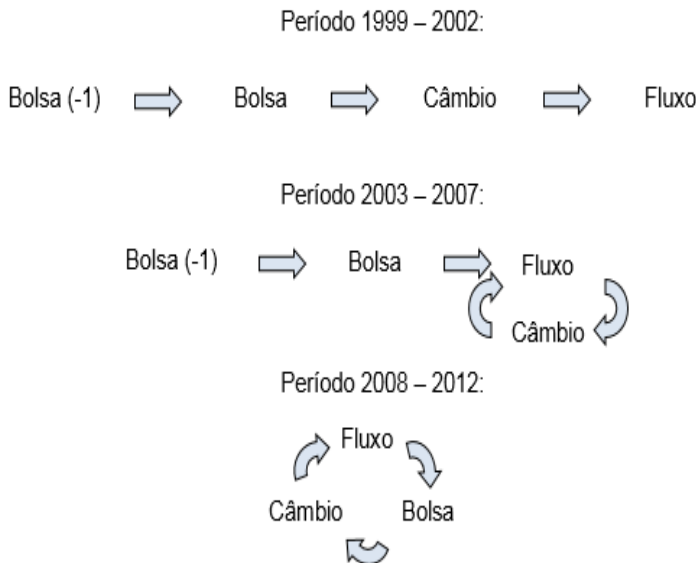 Período 1999 – 2002:
Bolsa (-1) Bolsa Câmbio Fluxo
Período 2003 – 2007:
Bolsa (-1) Bolsa Fluxo
Câmbio
Período 2008 – 2012:
Fluxo
Câmbio Bolsa